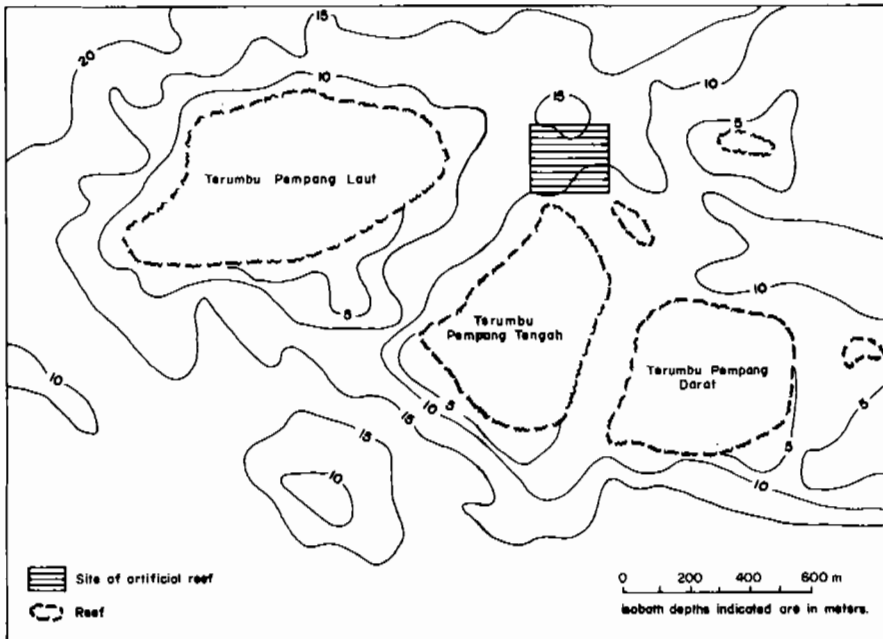 15
20
10
10
15
5
Terumbu Pempang Laut
10
5
Terumbu
Pempang Tengah
Terumbu Pempang
Darat
10
5
10
15
15
5
5
10
10
Site of artificial reef
Reef
0 200 400 600 m
Isobath depths indicated are in meters.